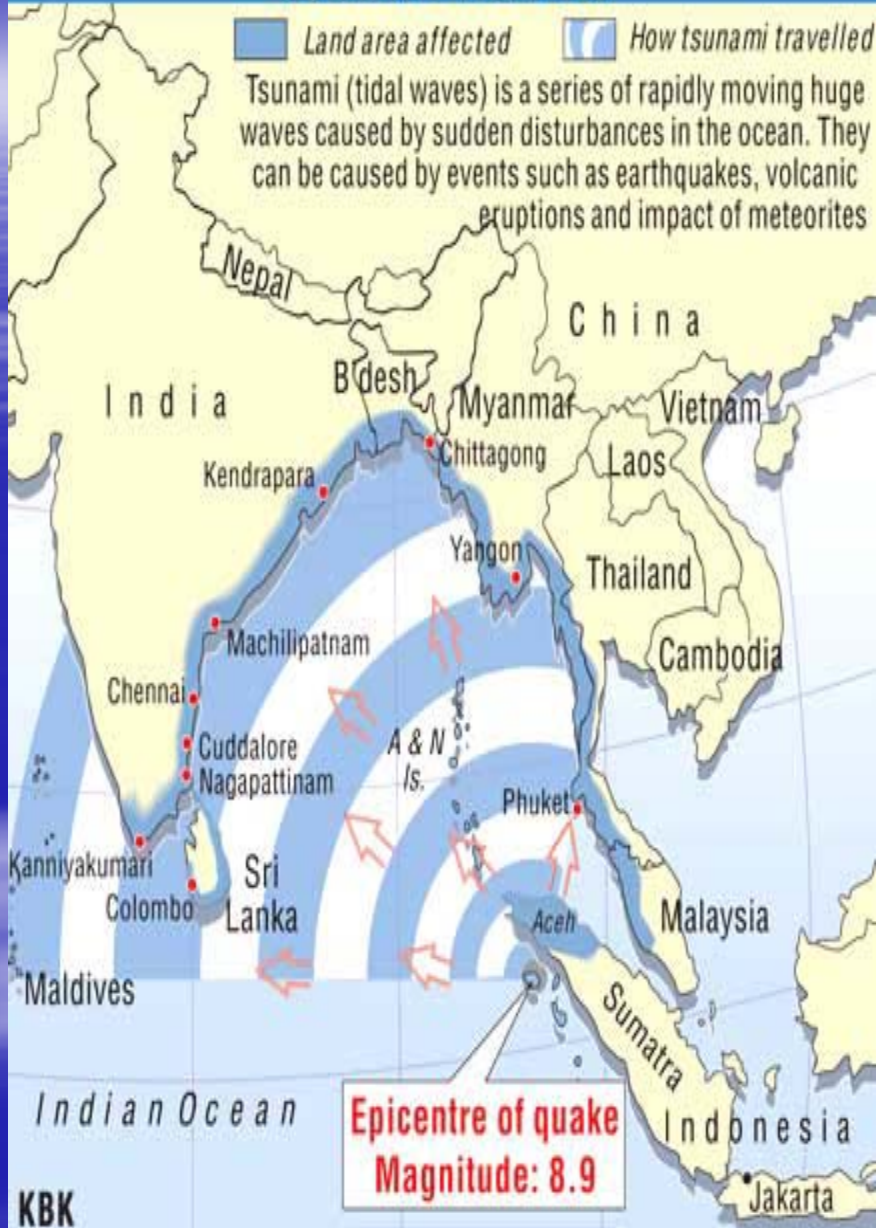 Land area affected
How tsunami travelled
Tsunami (tidal waves) is a series of rapidly moving huge
waves caused by sudden disturbances in the ocean. They
can be caused by events such as earthquakes, volcanic
eruptions and impact of meteorites
Nepal
China
India
B'desh
Myanmar
Vietnam
Chittagong
Laos
Kendrapara
Yangon
Thailand
Machilipatnam
Cambodia
Chennai
A & N
Is.
Cuddalore
Nagapattinam
Phuket
Kanniyakumari
Sri
Lanka
Colombo
Aceh
Malaysia
Maldives
Sumatra
Indian Ocean
Epicentre of quake
Magnitude: 8.9
Indonesia
Jakarta
KBK